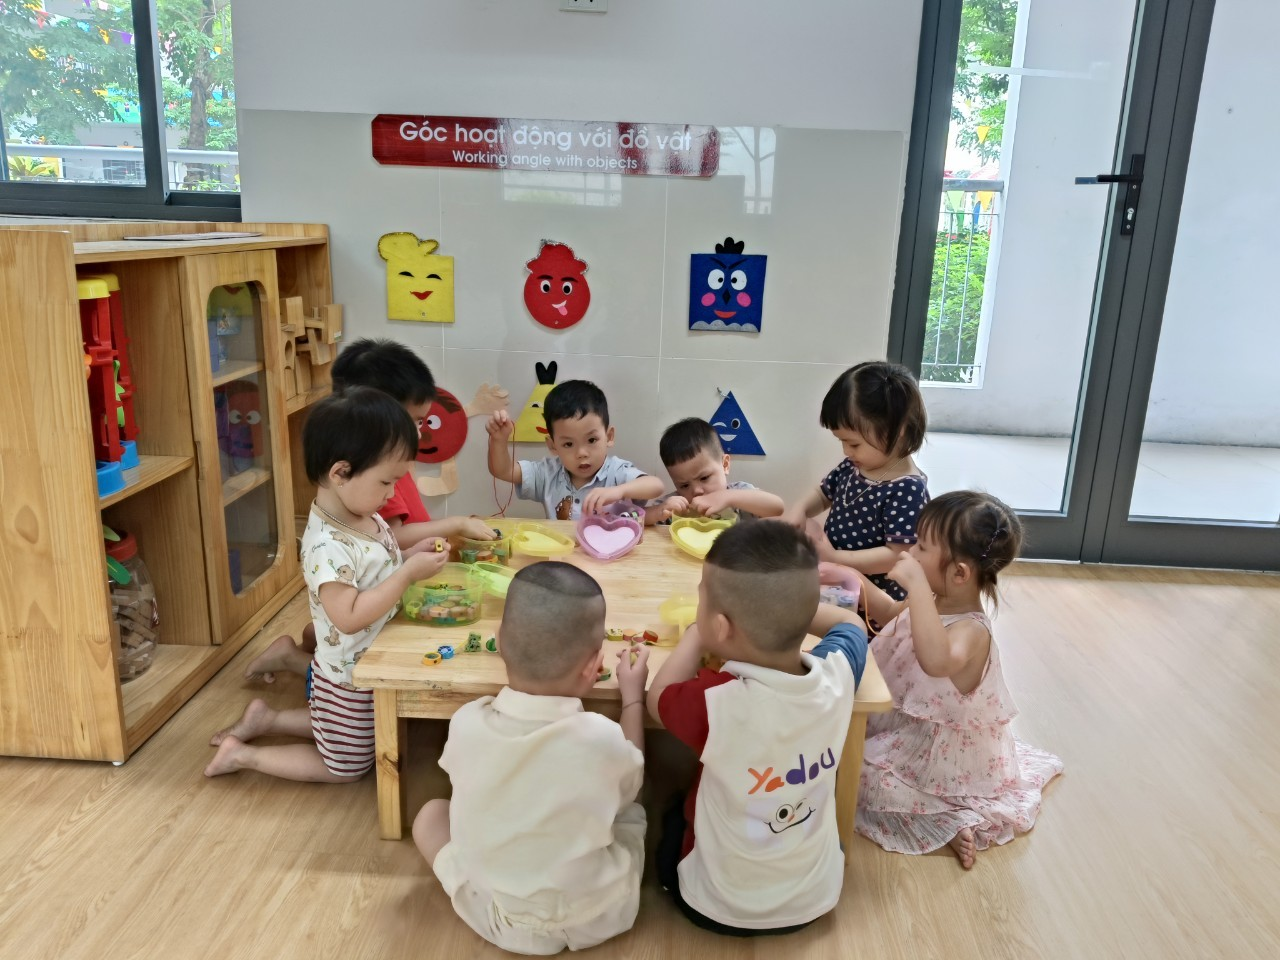 Góc hoạt động với đồ vật
Working angle with objects
yadou